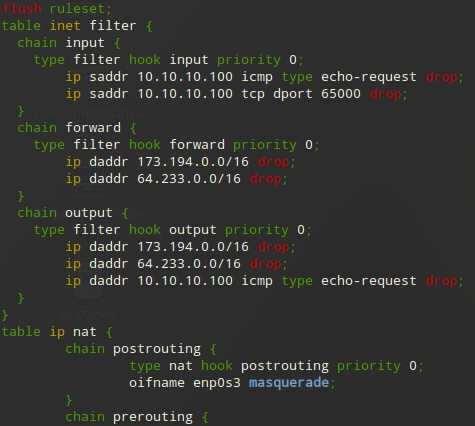 flush ruleset;
table inet filter {
chain input {
type filter hook input priority 0;
ip saddr 10.10.10.100 icmp type echo-request drop;
ip saddr 10.10.10.100 tcp dport 65000 drop;
}
chain forward {
type filter hook forward priority 0;
ip daddr 173.194.0.0/16 drop;
ip daddr 64.233.0.0/16 drop;
}
chain output {
type filter hook output priority 0;
ip daddr 173.194.0.0/16 drop;
ip daddr 64.233.0.0/16 drop;
ip daddr 10.10.10.100 icmp type echo-request drop;
}
}
table ip nat {
chain postrouting {
type nat hook postrouting priority 0;
oifname enp0s3 masquerade;
}
chain prerouting {